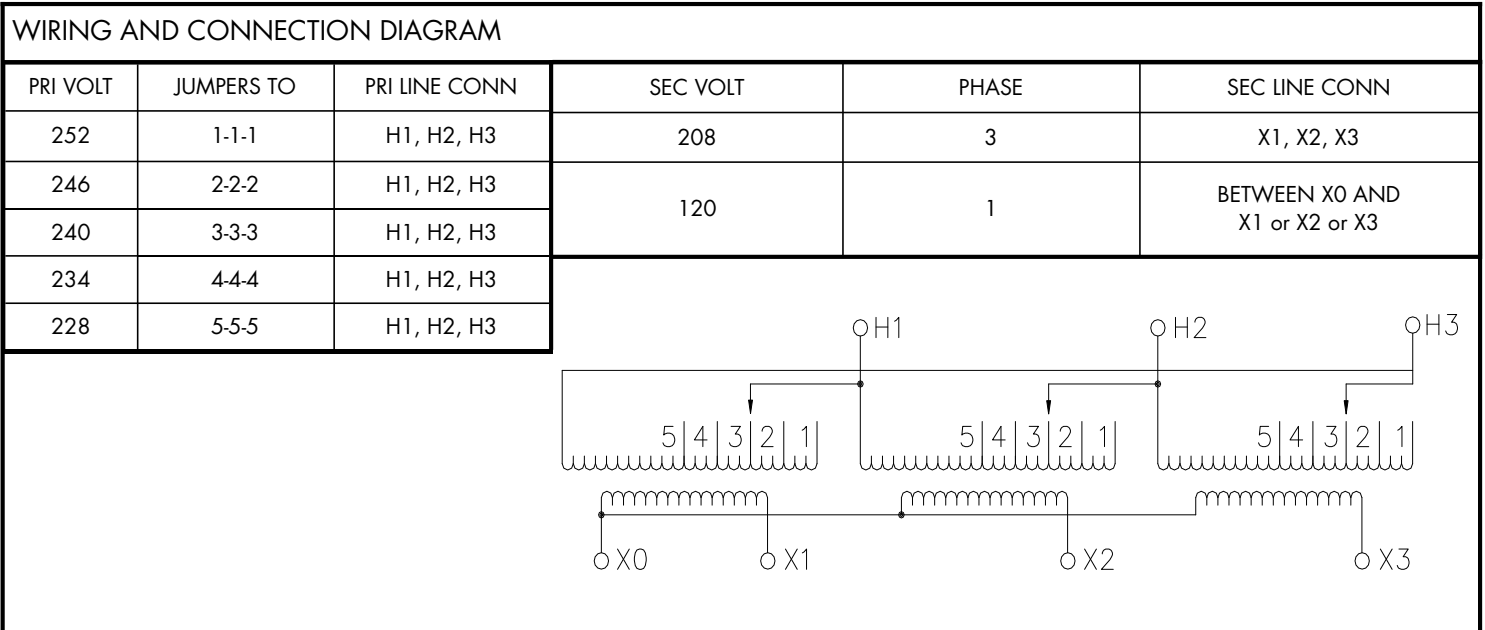 WIRING AND CONNECTION DIAGRAM
PRI VOLT JUMPERS TO PRI LINE CONN SEC VOLT PHASE SEC LINE CONN
252 1-1-1 H1, H2, H3 208 3 X1, X2, X3
246 2-2-2 H1, H2, H3 120 1 BETWEEN X0 AND
X1 or X2 or X3
240 3-3-3 H1, H2, H3
234 4-4-4 H1, H2, H3
228 5-5-5 H1, H2, H3
H1 H2 H3
5 4 3 2 1 5 4 3 2 1 5 4 3 2 1
X0 X1 X2 X3